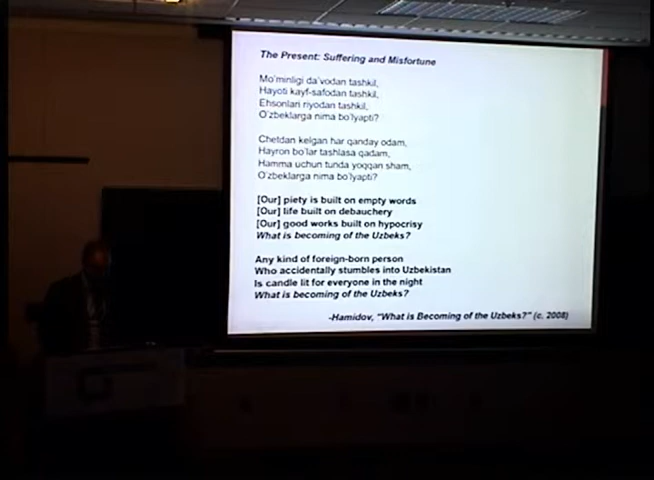 The Present: Suffering and Misfortune
Mo'minligi da'vodan tashkil,
Hayoti kayf-safodan tashkil,
Ehsonlari riyodan tashkil,
O'zbeklarga nima bo'lyapti?
Chetdan kelgan har qanday odam,
Hayron bo'lar tashlasa qadam,
Hamma uchun tunda yoqqan sham,
O'zbeklarga nima bo'lyapti?
[Our] piety is built on empty words
[Our] life built on debauchery
[Our] good works built on hypocrisy
What is becoming of the Uzbeks?
Any kind of foreign-born person
Who accidentally stumbles into Uzbekistan
Is candle lit for everyone in the night
What is becoming of the Uzbeks?
-Hamidov, "What is Becoming of the Uzbeks?" (c. 2008)